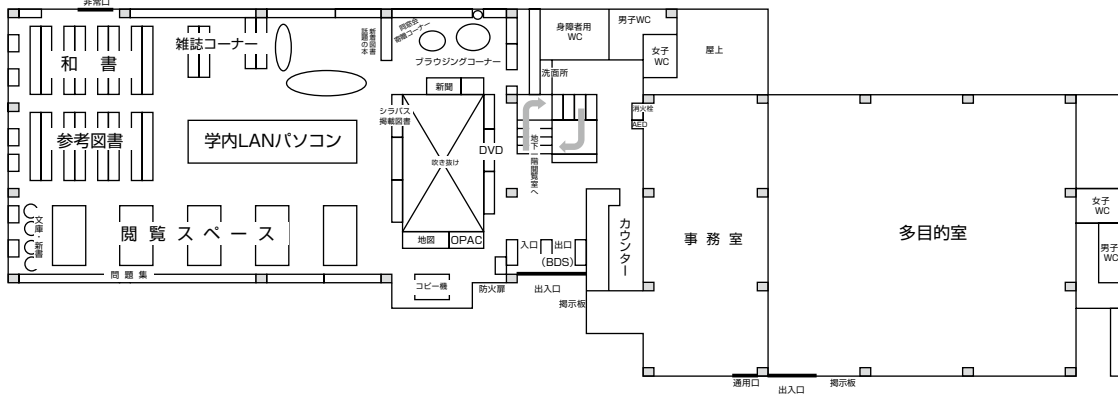 非常口
和 書
雑誌コーナー
新着図書
話題の本
同窓会
寄贈コーナー
ブラウジングコーナー
身障者用
WC
男子WC
女子
WC
屋上
洗面所
新聞
シラバス
掲載図書
消火栓
AED
参考図書
学内LANパソコン
吹き抜け
DVD
地下一階閲覧室へ
文庫・新書
閲覧スペース
地図
OPAC
入口
出口
(BDS)
カウンター
事務室
多目的室
女子
WC
男子
WC
問題集
コピー機
防火扉
出入口
掲示板
通用口
出入口
掲示板